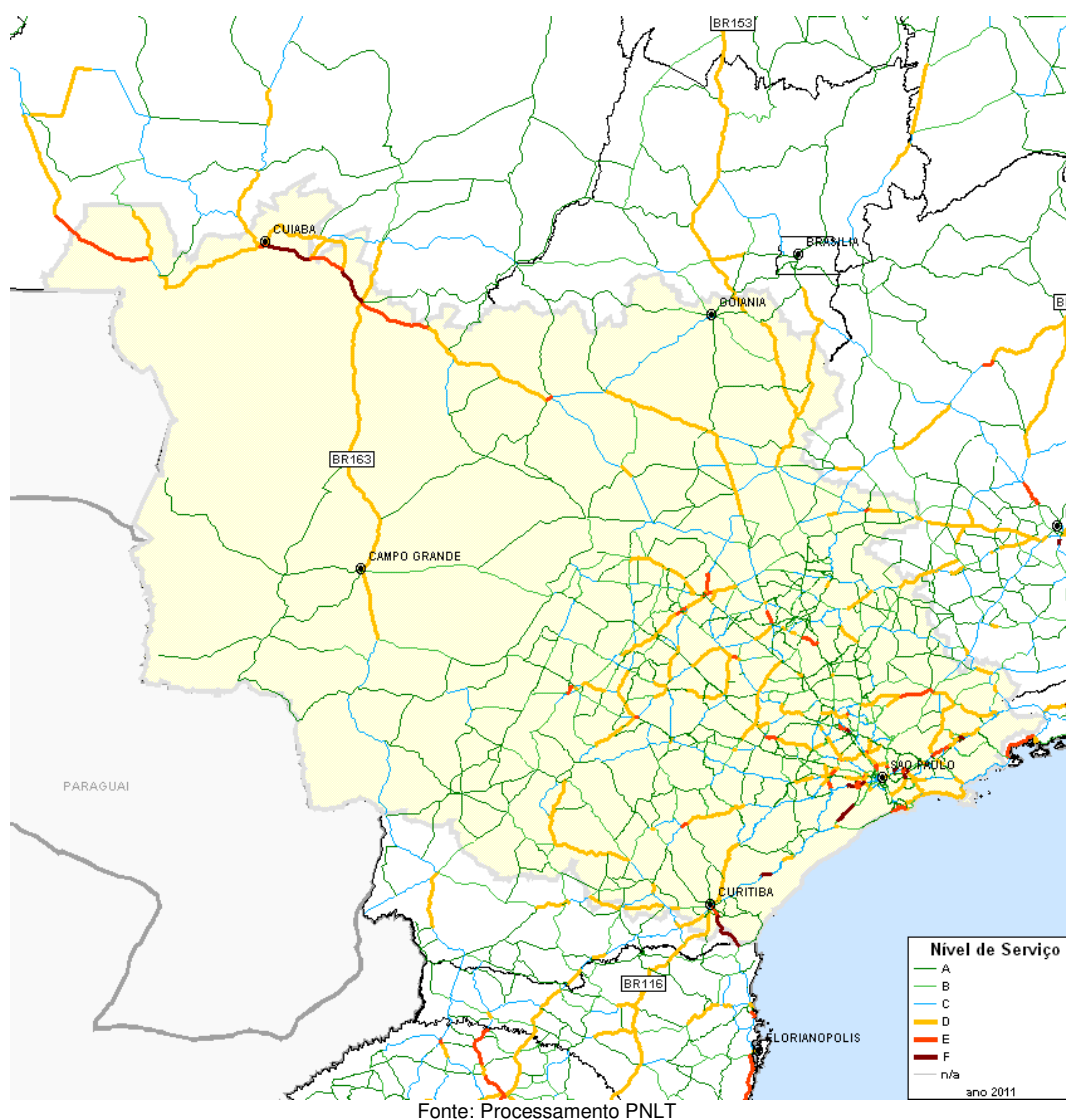 BR153
CUIABA
BRASILIA
GOIANIA
BR163
CAMPO GRANDE
PARAGUAI
SAO PAULO
CURITIBA
BR116
FLORIANOPOLIS
Nível de Serviço
A
B
C
D
E
F
n/a
ano 2011
Fonte: Processamento PNLT